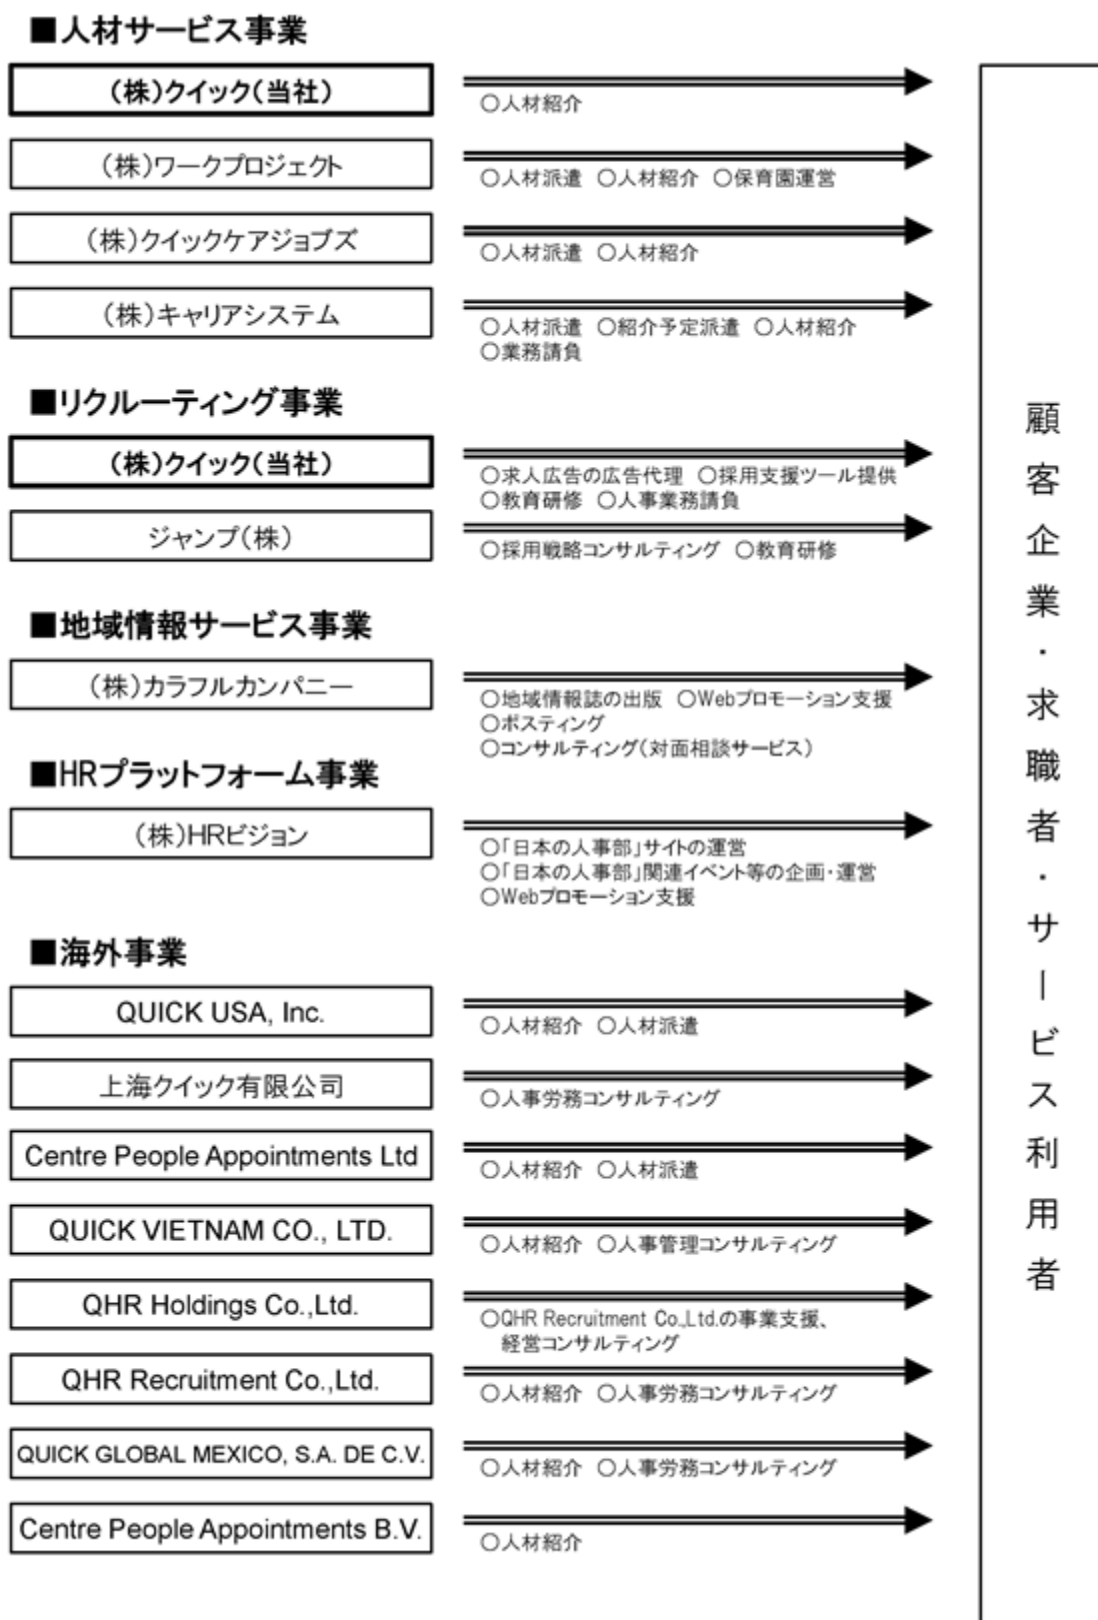 ■人材サービス事業
(株)クイック(当社)
○人材紹介
(株)ワークプロジェクト
○人材派遣 ○人材紹介 ○保育園運営
(株)クイックケアジョブズ
○人材派遣 ○人材紹介
(株)キャリアシステム
○人材派遣 ○紹介予定派遣 ○人材紹介
○業務請負
■リクルーティング事業
(株)クイック(当社)
○求人広告の広告代理 ○採用支援ツール提供
○教育研修 ○人事業務請負
ジャンプ(株)
○採用戦略コンサルティング ○教育研修
■地域情報サービス事業
(株)カラフルカンパニー
○地域情報誌の出版 ○Webプロモーション支援
○ポスティング
○コンサルティング(対面相談サービス)
■HRプラットフォーム事業
(株)HRビジョン
○「日本の人事部」サイトの運営
○「日本の人事部」関連イベント等の企画・運営
○Webプロモーション支援
■海外事業
QUICK USA, Inc.
○人材紹介 ○人材派遣
上海クイック有限公司
○人事労務コンサルティング
Centre People Appointments Ltd
○人材紹介 ○人材派遣
QUICK VIETNAM CO., LTD.
○人材紹介 ○人事管理コンサルティング
QHR Holdings Co.,Ltd.
○QHR Recruitment Co.,Ltd.の事業支援、
経営コンサルティング
QHR Recruitment Co.,Ltd.
○人材紹介 ○人事労務コンサルティング
QUICK GLOBAL MEXICO, S.A. DE C.V.
○人材紹介 ○人事労務コンサルティング
Centre People Appointments B.V.
○人材紹介
顧客企業・求職者・サービス利用者